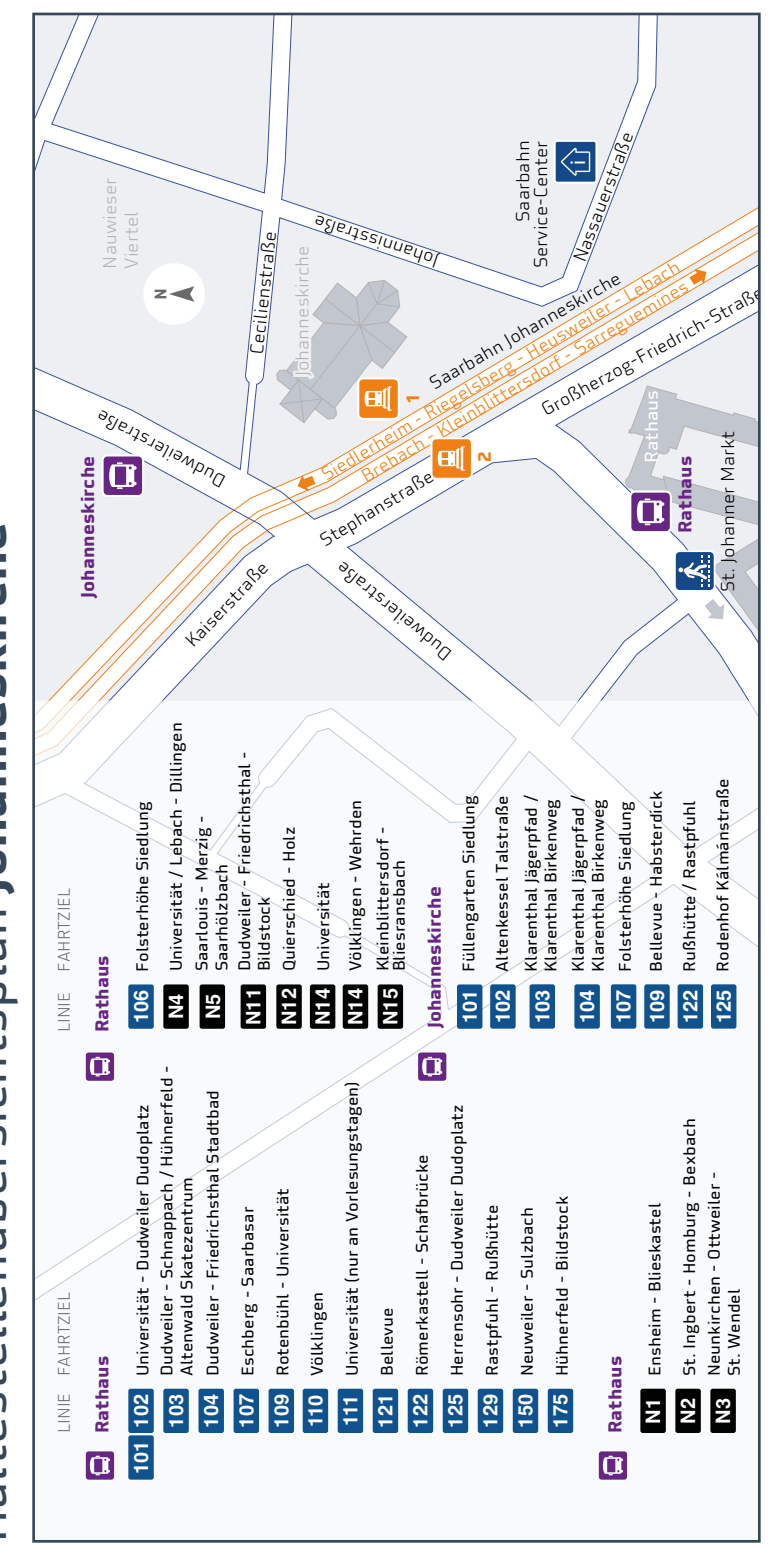 Haltestellenübersichtsplan Johanneskirche
LINIE FAHRTZIEL
Rathaus
101 102 Universität - Dudweiler Dudoplatz
103 Dudweiler - Schnappach / Hühnerfeld -
Altenwald Skatezentrum
104 Dudweiler - Friedrichsthal Stadtbad
107 Eschberg - Saarbasar
109 Rotenbühl - Universität
110 Völklingen
111 Universität (nur an Vorlesungstagen)
121 Bellevue
122 Römerkastell - Schafbrücke
125 Herrensohr - Dudweiler Dudoplatz
129 Rastpfuhl - Rußhütte
150 Neuweiler - Sulzbach
175 Hühnerfeld - Bildstock
Rathaus
N1 Ensheim - Blieskastel
N2 St. Ingbert - Homburg - Bexbach
N3 Neunkirchen - Ottweiler -
St. Wendel
LINIE FAHRTZIEL
Rathaus
106 Folsterhöhe Siedlung
N4 Universität / Lebach - Dillingen
N5 Saarlouis - Merzig -
Saarhölzbach
N11 Dudweiler - Friedrichsthal -
Bildstock
N12 Quierschied - Holz
N14 Universität
N14 Völklingen - Wehrden
N15 Kleinblittersdorf -
Bliesransbach
Johanneskirche
101 Füllengarten Siedlung
102 Altenkessel Talstraße
103 Klarenthal Jägerpfad /
Klarenthal Birkenweg
104 Klarenthal Jägerpfad /
Klarenthal Birkenweg
107 Folsterhöhe Siedlung
109 Bellevue - Habsterdick
122 Rußhütte / Rastpfuhl
125 Rodenhof Kálmánstraße
Johanneskirche
Dudweilerstraße
Kaiserstraße
Stephanstraße
Dudweilerstraße
Cecilienstraße
Nauwieser
Viertel
N
Johanneskirche
Johannisstraße
1
2
Saarbahn Johanneskirche
Siedlerheim - Riegelsberg - Heusweiler - Lebach
Brebach - Kleinblittersdorf - Sarreguemines
Großherzog-Friedrich-Straße
Saarbahn
Service-Center
i
Nassauerstraße
Rathaus
Rathaus
St. Johanner Markt